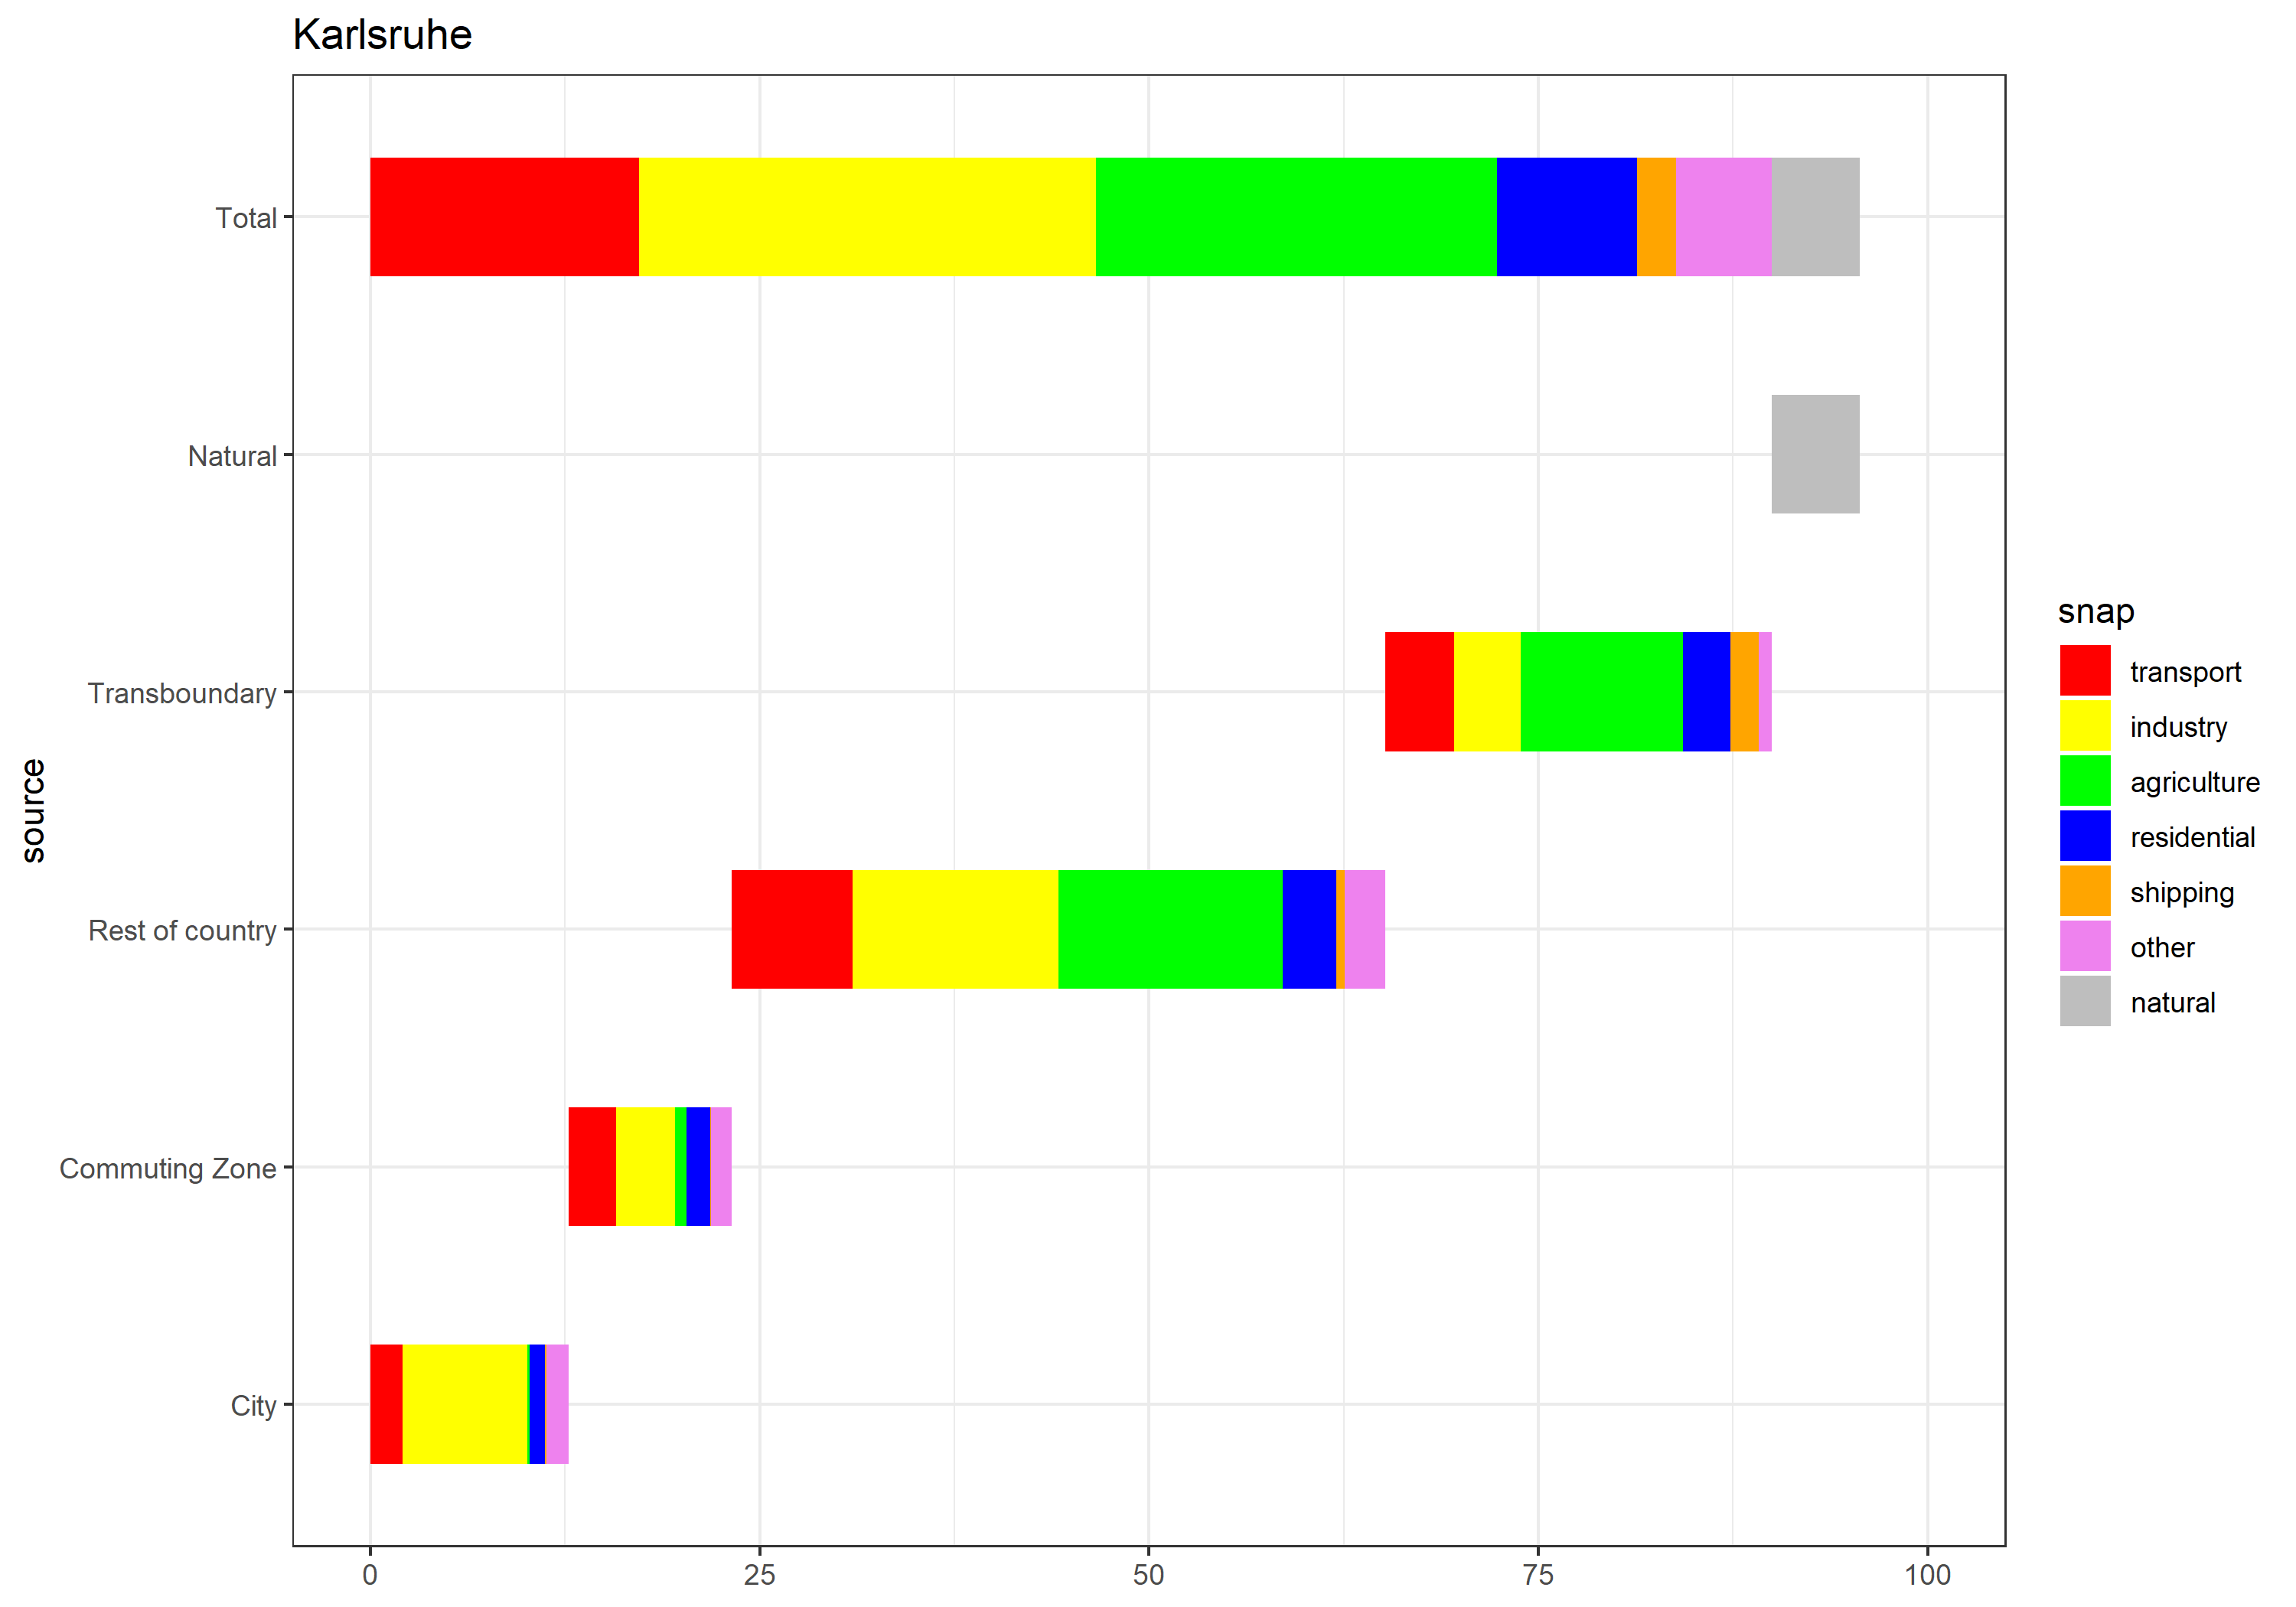 Karlsruhe
source
Total
Natural
Transboundary
Rest of country
Commuting Zone
City
0 25 50 75 100
snap
transport
industry
agriculture
residential
shipping
other
natural